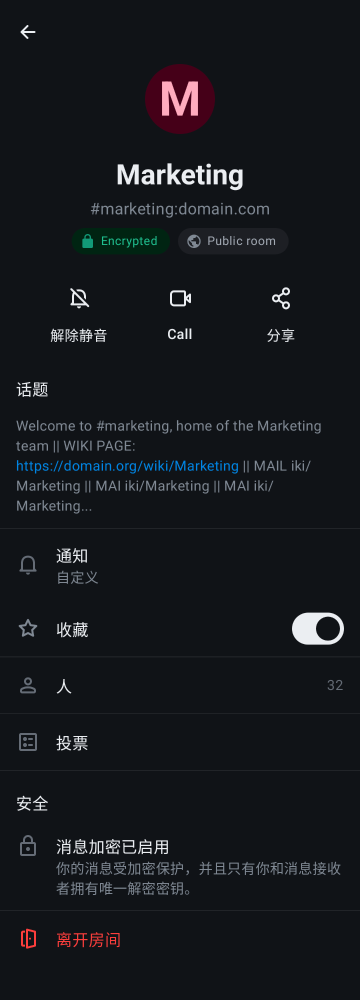 M
Marketing
#marketing:domain.com
Encrypted
Public room
解除静音
Call
分享
话题
Welcome to #marketing, home of the Marketing
team || WIKI PAGE:
https://domain.org/wiki/Marketing || MAIL iki/
Marketing || MAI iki/Marketing || MAI iki/
Marketing...
通知
自定义
收藏
人
32
投票
安全
消息加密已启用
你的消息受加密保护，并且只有你和消息接收
者拥有唯一解密密钥。
离开房间